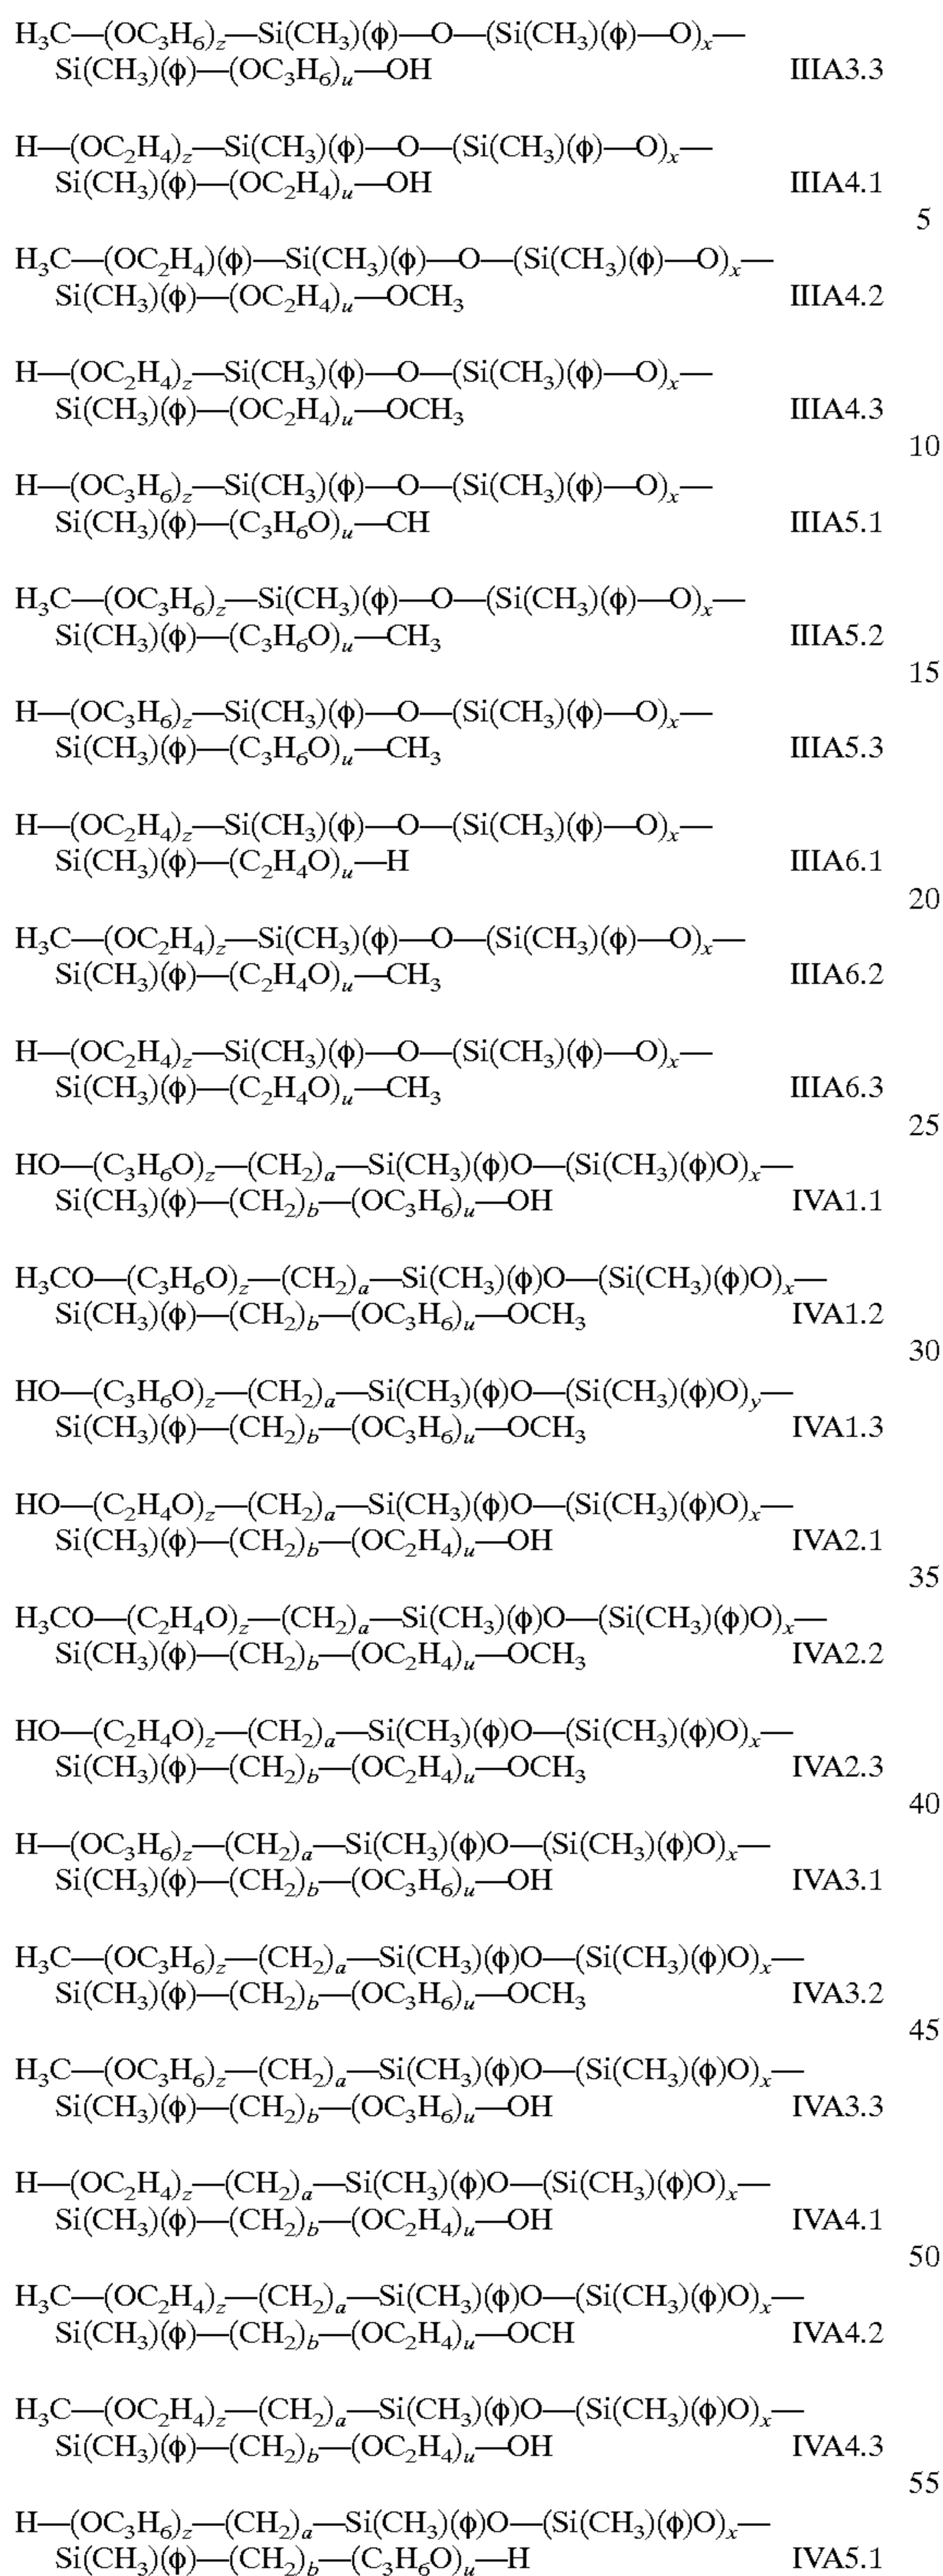 H₃C—(OC₃H₆)z—Si(CH₃)(ϕ)—O—(Si(CH₃)(ϕ)—O)x—
Si(CH₃)(ϕ)—(OC₃H₆)u—OH IIIA3.3
H—(OC₂H₄)z—Si(CH₃)(ϕ)—O—(Si(CH₃)(ϕ)—O)x—
Si(CH₃)(ϕ)—(OC₂H₄)u—OH IIIA4.1
5
H₃C—(OC₂H₄)(ϕ)—Si(CH₃)(ϕ)—O—(Si(CH₃)(ϕ)—O)x—
Si(CH₃)(ϕ)—(OC₂H₄)u—OCH₃ IIIA4.2
H—(OC₂H₄)z—Si(CH₃)(ϕ)—O—(Si(CH₃)(ϕ)—O)x—
Si(CH₃)(ϕ)—(OC₂H₄)u—OCH₃ IIIA4.3
10
H—(OC₃H₆)z—Si(CH₃)(ϕ)—O—(Si(CH₃)(ϕ)—O)x—
Si(CH₃)(ϕ)—(C₃H₆O)u—CH IIIA5.1
H₃C—(OC₃H₆)z—Si(CH₃)(ϕ)—O—(Si(CH₃)(ϕ)—O)x—
Si(CH₃)(ϕ)—(C₃H₆O)u—CH₃ IIIA5.2
15
H—(OC₃H₆)z—Si(CH₃)(ϕ)—O—(Si(CH₃)(ϕ)—O)x—
Si(CH₃)(ϕ)—(C₃H₆O)u—CH₃ IIIA5.3
H—(OC₂H₄)z—Si(CH₃)(ϕ)—O—(Si(CH₃)(ϕ)—O)x—
Si(CH₃)(ϕ)—(C₂H₄O)u—H IIIA6.1
20
H₃C—(OC₂H₄)z—Si(CH₃)(ϕ)—O—(Si(CH₃)(ϕ)—O)x—
Si(CH₃)(ϕ)—(C₂H₄O)u—CH₃ IIIA6.2
H—(OC₂H₄)z—Si(CH₃)(ϕ)—O—(Si(CH₃)(ϕ)—O)x—
Si(CH₃)(ϕ)—(C₂H₄O)u—CH₃ IIIA6.3
25
HO—(C₃H₆O)z—(CH₂)a—Si(CH₃)(ϕ)O—(Si(CH₃)(ϕ)O)x—
Si(CH₃)(ϕ)—(CH₂)b—(OC₃H₆)u—OH IVA1.1
H₃CO—(C₃H₆O)z—(CH₂)a—Si(CH₃)(ϕ)O—(Si(CH₃)(ϕ)O)x—
Si(CH₃)(ϕ)—(CH₂)b—(OC₃H₆)u—OCH₃ IVA1.2
30
HO—(C₃H₆O)z—(CH₂)a—Si(CH₃)(ϕ)O—(Si(CH₃)(ϕ)O)y—
Si(CH₃)(ϕ)—(CH₂)b—(OC₃H₆)u—OCH₃ IVA1.3
HO—(C₂H₄O)z—(CH₂)a—Si(CH₃)(ϕ)O—(Si(CH₃)(ϕ)O)x—
Si(CH₃)(ϕ)—(CH₂)b—(OC₂H₄)u—OH IVA2.1
35
H₃CO—(C₂H₄O)z—(CH₂)a—Si(CH₃)(ϕ)O—(Si(CH₃)(ϕ)O)x—
Si(CH₃)(ϕ)—(CH₂)b—(OC₂H₄)u—OCH₃ IVA2.2
HO—(C₂H₄O)z—(CH₂)a—Si(CH₃)(ϕ)O—(Si(CH₃)(ϕ)O)x—
Si(CH₃)(ϕ)—(CH₂)b—(OC₂H₄)u—OCH₃ IVA2.3
40
H—(OC₃H₆)z—(CH₂)a—Si(CH₃)(ϕ)O—(Si(CH₃)(ϕ)O)x—
Si(CH₃)(ϕ)—(CH₂)b—(OC₃H₆)u—OH IVA3.1
H₃C—(OC₃H₆)z—(CH₂)a—Si(CH₃)(ϕ)O—(Si(CH₃)(ϕ)O)x—
Si(CH₃)(ϕ)—(CH₂)b—(OC₃H₆)u—OCH₃ IVA3.2
45
H₃C—(OC₃H₆)z—(CH₂)a—Si(CH₃)(ϕ)O—(Si(CH₃)(ϕ)O)x—
Si(CH₃)(ϕ)—(CH₂)b—(OC₃H₆)u—OH IVA3.3
H—(OC₂H₄)z—(CH₂)a—Si(CH₃)(ϕ)O—(Si(CH₃)(ϕ)O)x—
Si(CH₃)(ϕ)—(CH₂)b—(OC₂H₄)u—OH IVA4.1
50
H₃C—(OC₂H₄)z—(CH₂)a—Si(CH₃)(ϕ)O—(Si(CH₃)(ϕ)O)x—
Si(CH₃)(ϕ)—(CH₂)b—(OC₂H₄)u—OCH IVA4.2
H₃C—(OC₂H₄)z—(CH₂)a—Si(CH₃)(ϕ)O—(Si(CH₃)(ϕ)O)x—
Si(CH₃)(ϕ)—(CH₂)b—(OC₂H₄)u—OH IVA4.3
55
H—(OC₃H₆)z—(CH₂)a—Si(CH₃)(ϕ)O—(Si(CH₃)(ϕ)O)x—
Si(CH₃)(ϕ)—(CH₂)b—(C₃H₆O)u—H IVA5.1